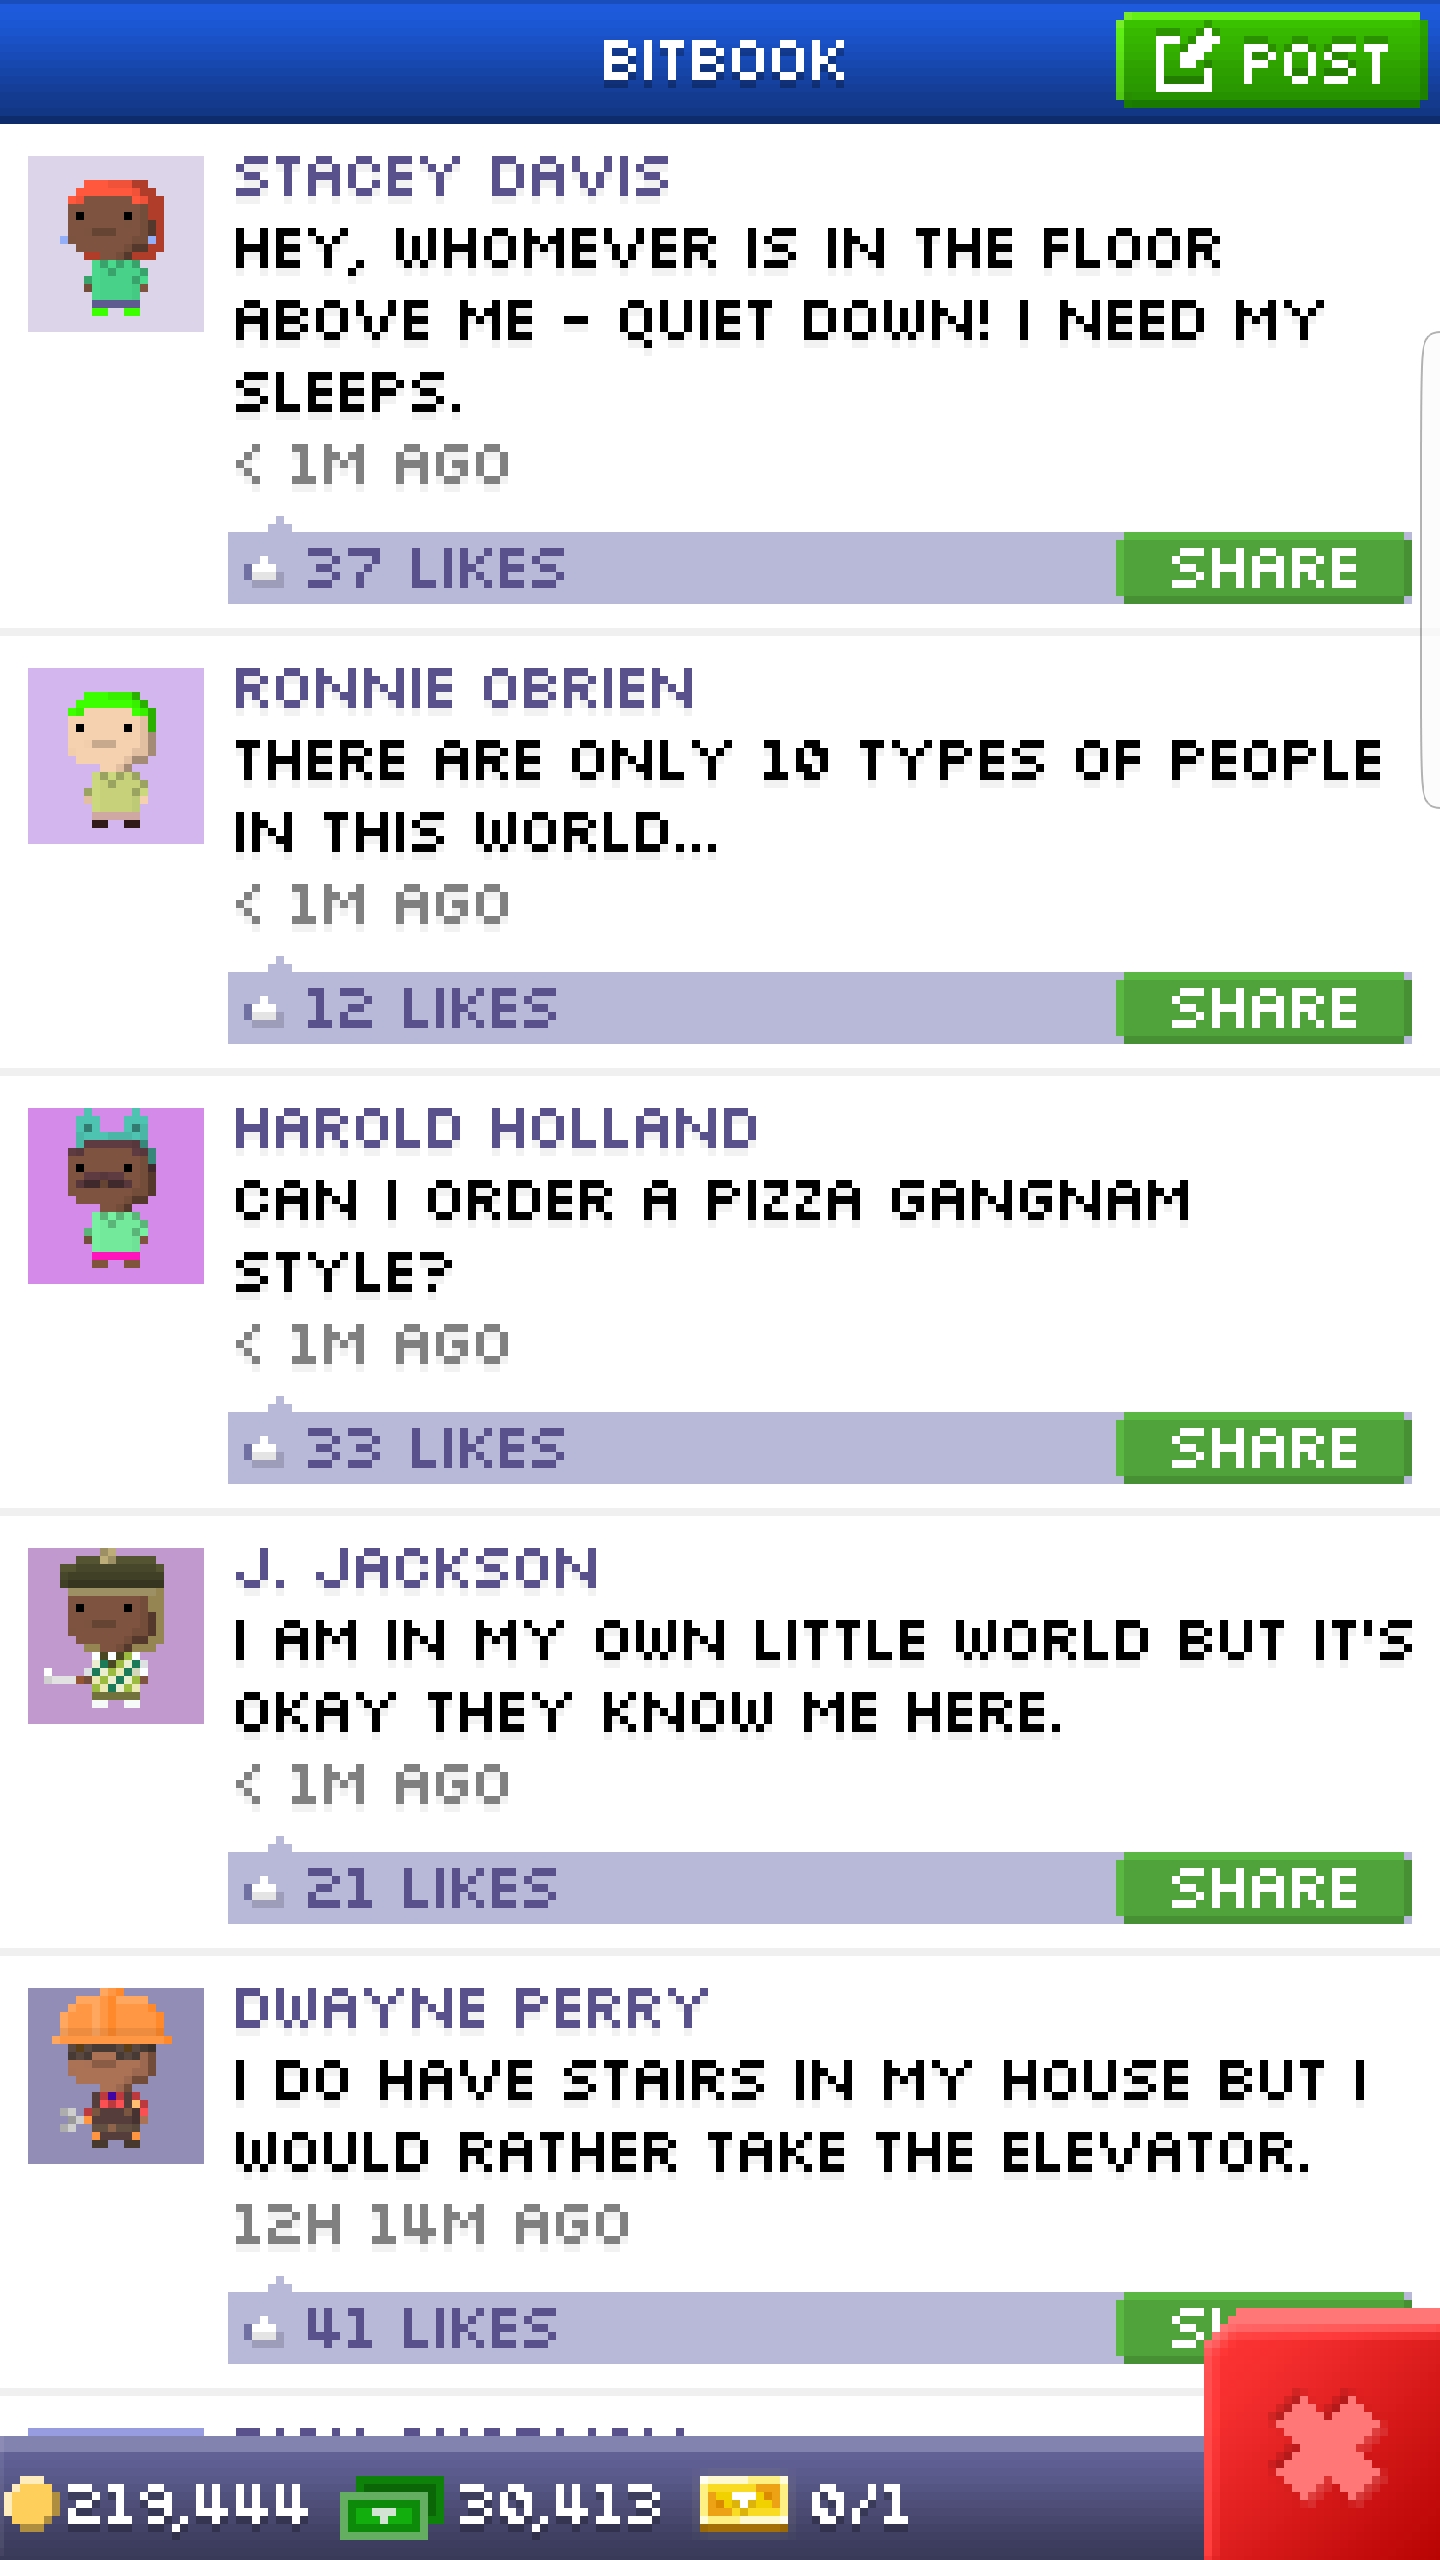 BITBOOK
POST
STACEY DAVIS
HEY, WHOMEVER IS IN THE FLOOR
ABOVE ME - QUIET DOWN! I NEED MY
SLEEPS.
< 1M AGO
37 LIKES
SHARE
RONNIE OBRIEN
THERE ARE ONLY 10 TYPES OF PEOPLE
IN THIS WORLD...
< 1M AGO
12 LIKES
SHARE
HAROLD HOLLAND
CAN I ORDER A PIZZA GANGNAM
STYLE?
< 1M AGO
33 LIKES
SHARE
J. JACKSON
I AM IN MY OWN LITTLE WORLD BUT IT'S
OKAY THEY KNOW ME HERE.
< 1M AGO
21 LIKES
SHARE
DWAYNE PERRY
I DO HAVE STAIRS IN MY HOUSE BUT I
WOULD RATHER TAKE THE ELEVATOR.
12H 14M AGO
41 LIKES
219,444
30,413
0/1